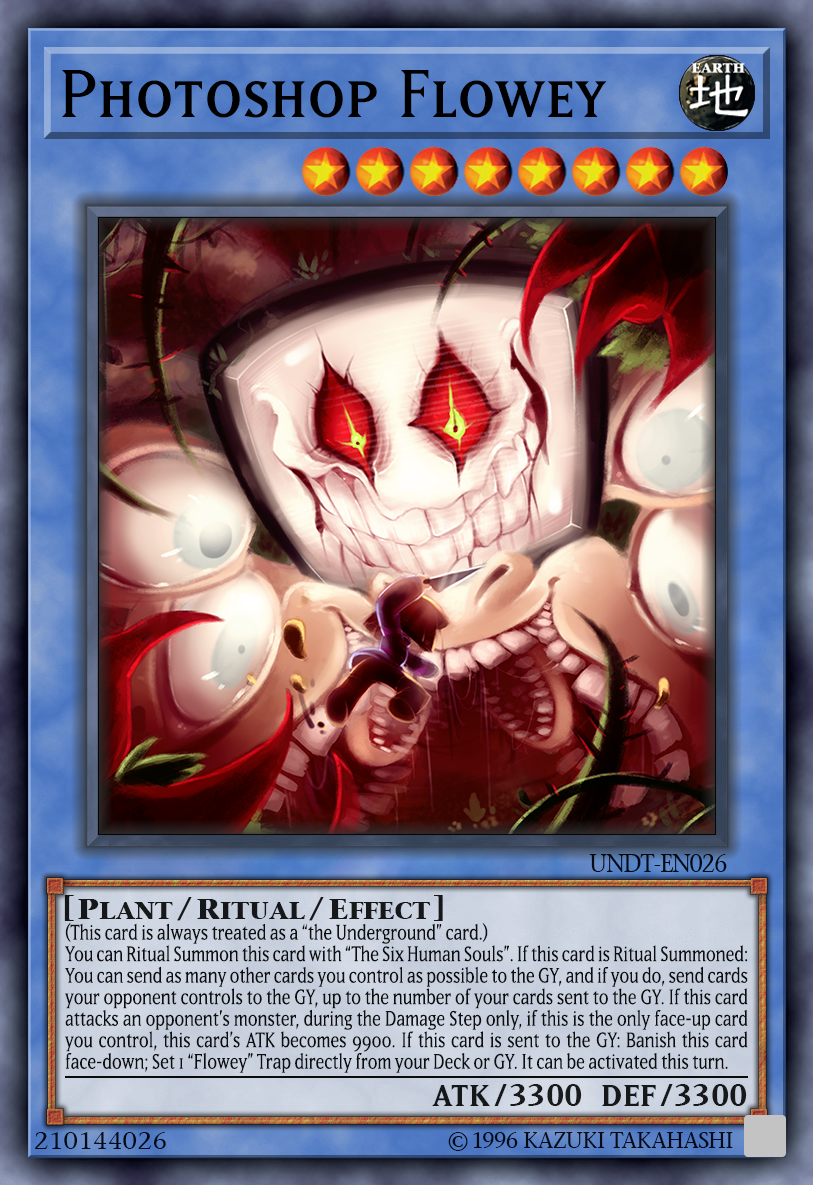 Photoshop Flowey
EARTH
地
UNDT-EN026
[ Plant / Ritual / Effect ]
(This card is always treated as a “the Underground” card.)
You can Ritual Summon this card with “The Six Human Souls”. If this card is Ritual Summoned:
You can send as many other cards you control as possible to the GY, and if you do, send cards
your opponent controls to the GY, up to the number of your cards sent to the GY. If this card
attacks an opponent’s monster, during the Damage Step only, if this is the only face-up card
you control, this card’s ATK becomes 9900. If this card is sent to the GY: Banish this card
face-down; Set 1 “Flowey” Trap directly from your Deck or GY. It can be activated this turn.
ATK/3300 DEF/3300
210144026
© 1996 KAZUKI TAKAHASHI